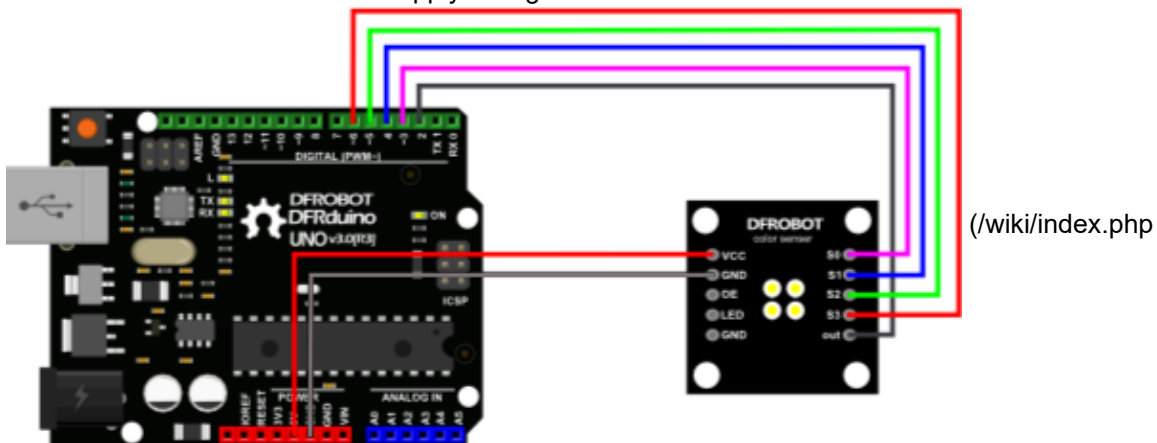 AREF
GND
13
12
~11
~10
~9
8
7
~6
~5
4
~3
2
TX 1
RX 0
DIGITAL (PWM~)
L
TX
RX
DFROBOT
DFRduino
UNO v3.0[R3]
ON
ICSP
POWER
ANALOG IN
IOREF
RESET
3V3
GND
VIN
A0
A1
A2
A3
A4
A5
DFROBOT
color senser
VCC
GND
OE
LED
GND
S0
S1
S2
S3
out
(/wiki/index.php